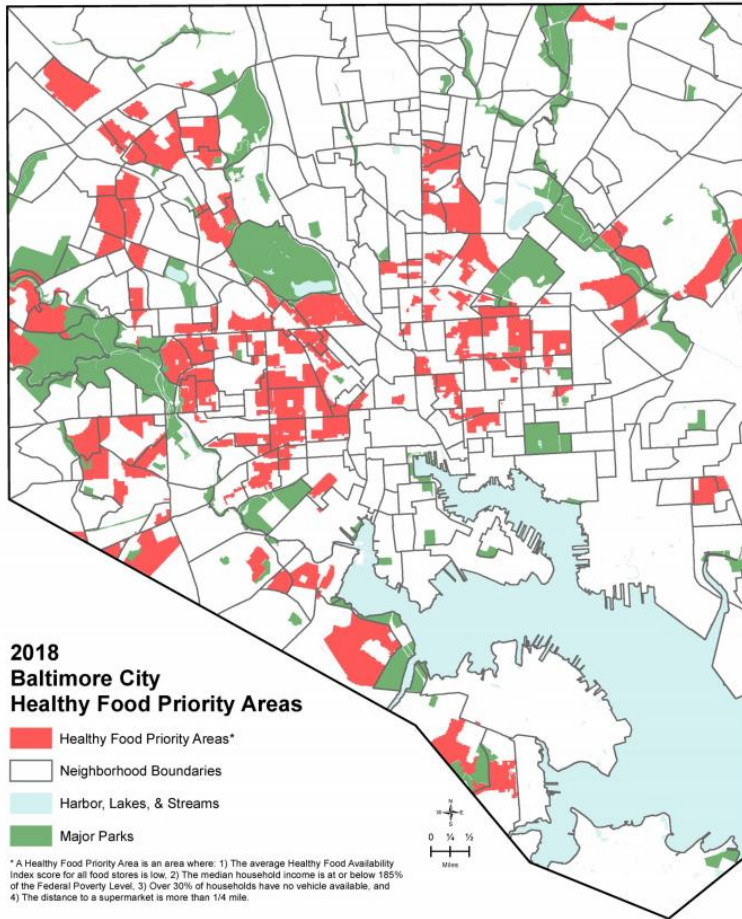 2018
Baltimore City
Healthy Food Priority Areas
Healthy Food Priority Areas*
Neighborhood Boundaries
Harbor, Lakes, & Streams
Major Parks
N
W E
S
0 ¼ ½
Miles
* A Healthy Food Priority Area is an area where: 1) The average Healthy Food Availability
Index score for all food stores is low, 2) The median household income is at or below 185%
of the Federal Poverty Level, 3) Over 30% of households have no vehicle available, and
4) The distance to a supermarket is more than 1/4 mile.